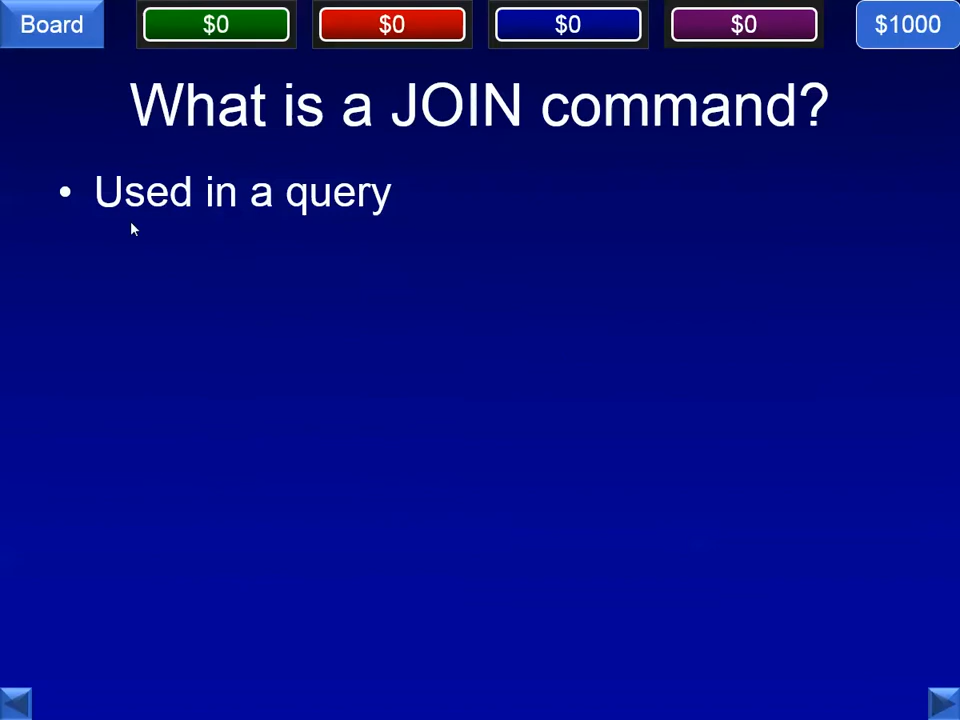 Board $0 $0 $0 $0 $1000
What is a JOIN command?
• Used in a query